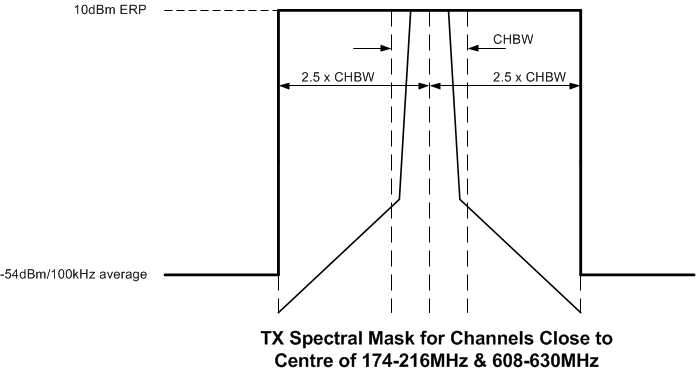 10dBm ERP
CHBW
2.5 x CHBW
2.5 x CHBW
-54dBm/100kHz average
TX Spectral Mask for Channels Close to
Centre of 174-216MHz & 608-630MHz